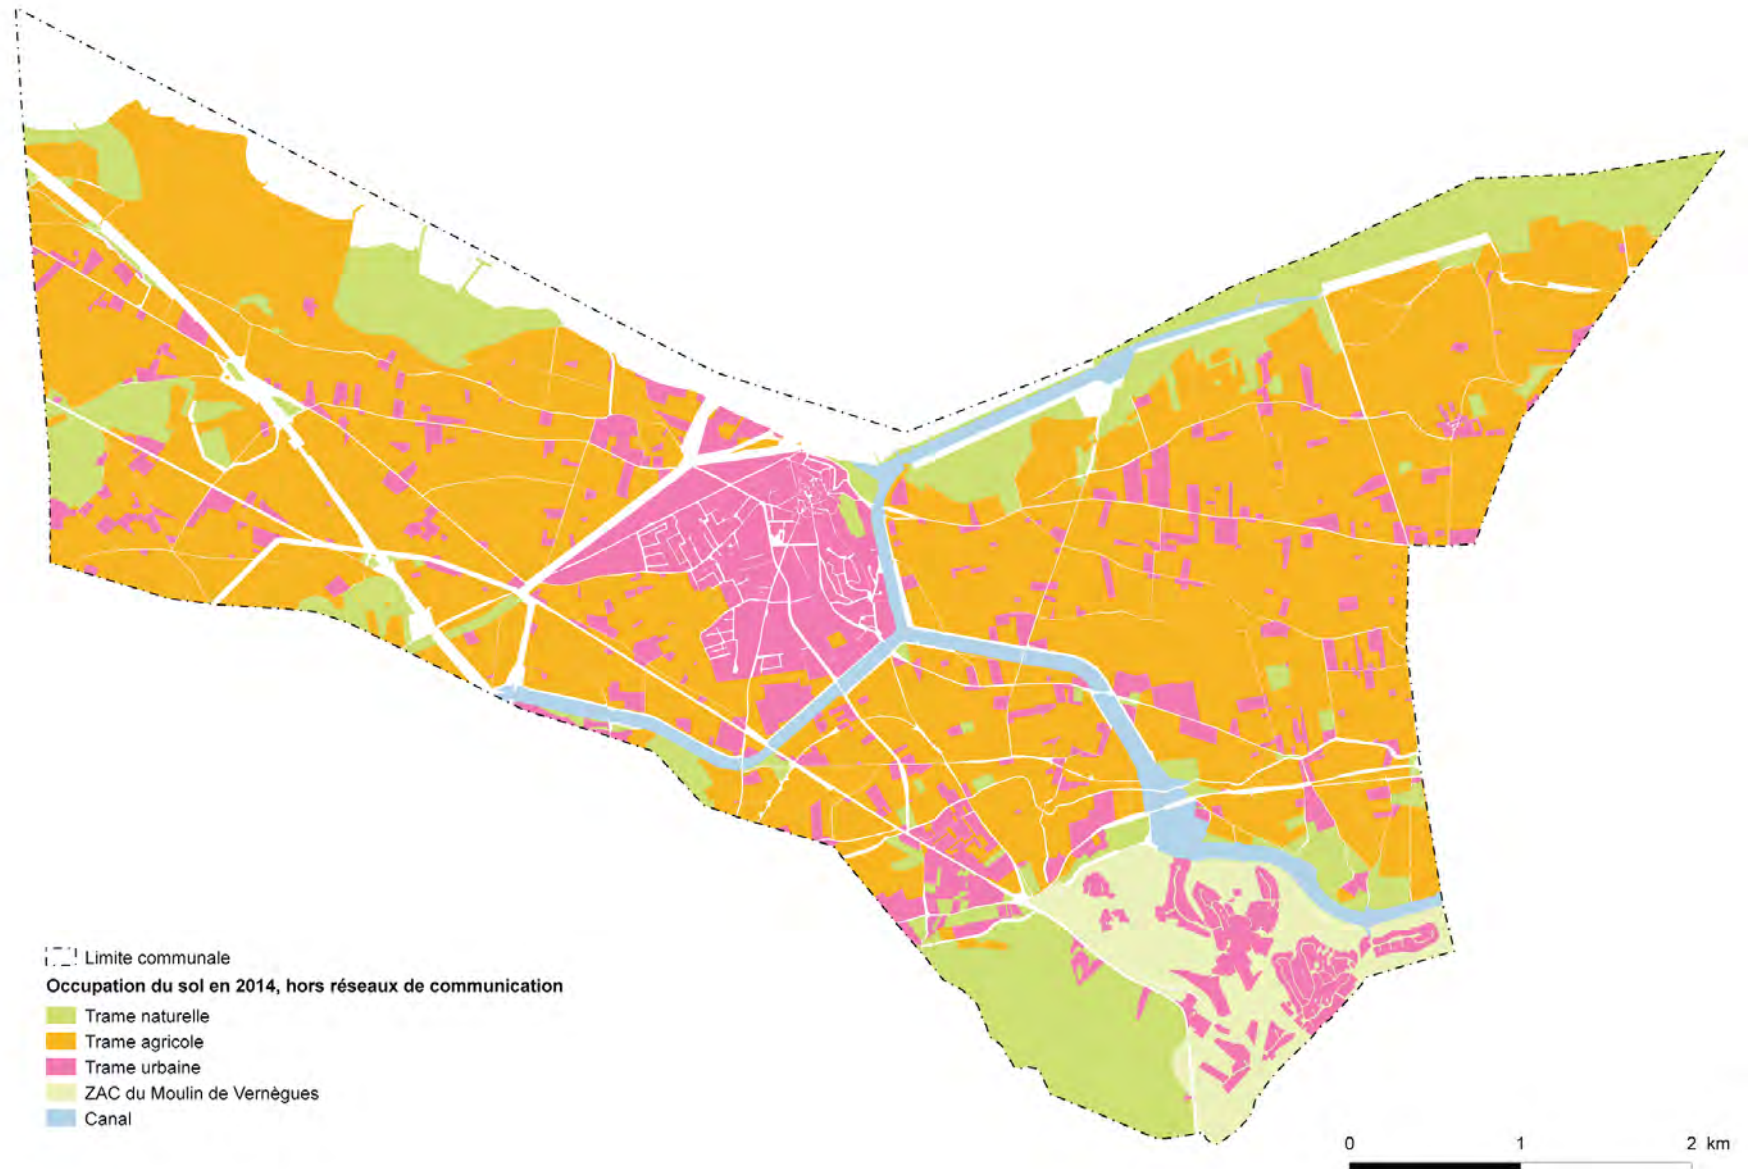 Limite communale
Occupation du sol en 2014, hors réseaux de communication
Trame naturelle
Trame agricole
Trame urbaine
ZAC du Moulin de Vernègues
Canal
0 1 2 km